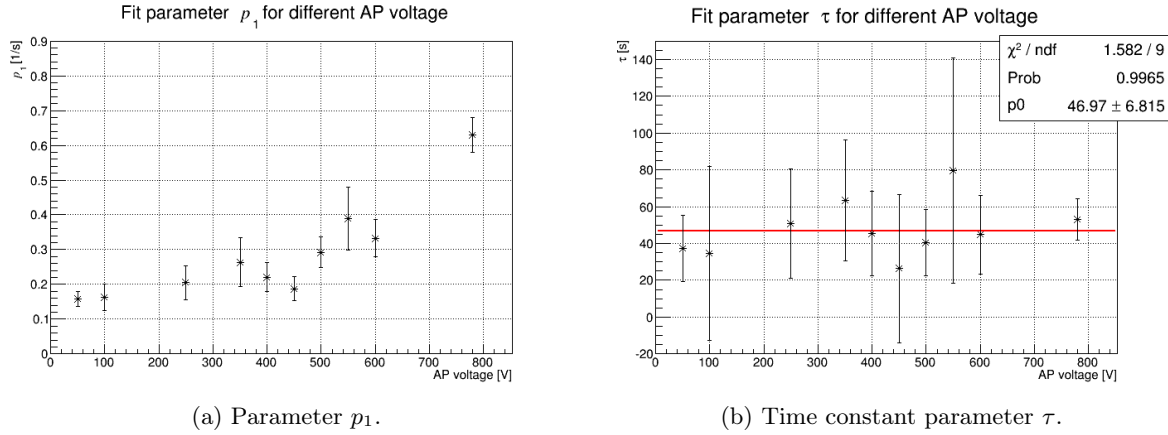 Fit parameter p₁ for different AP voltage
p₁ [1/s]
0.9
0.8
0.7
0.6
0.5
0.4
0.3
0.2
0.1
0
0 100 200 300 400 500 600 700 800
AP voltage [V]
(a) Parameter p₁.
Fit parameter τ for different AP voltage
τ [s]
χ² / ndf 1.582 / 9
Prob 0.9965
p0 46.97 ± 6.815
140
120
100
80
60
40
20
0
-20
0 100 200 300 400 500 600 700 800
AP voltage [V]
(b) Time constant parameter τ.